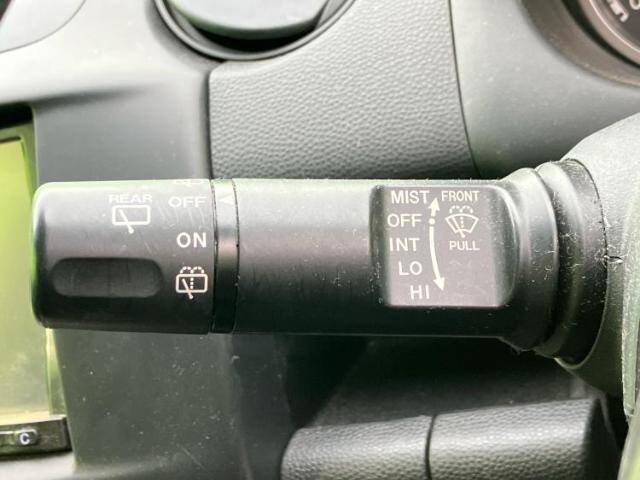 REAR
OFF
ON
MIST FRONT
OFF
INT
PULL
LO
HI
C